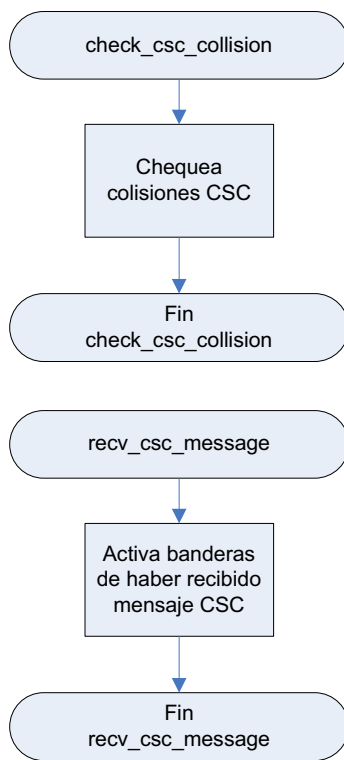 check_csc_collision
Chequea
colisiones CSC
Fin
check_csc_collision
recv_csc_message
Activa banderas
de haber recibido
mensaje CSC
Fin
recv_csc_message